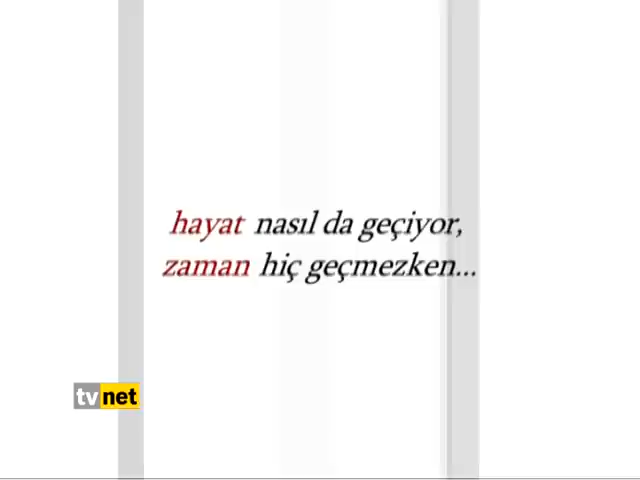 hayat nasıl da geçiyor,
zaman hiç geçmezken...
tvnet